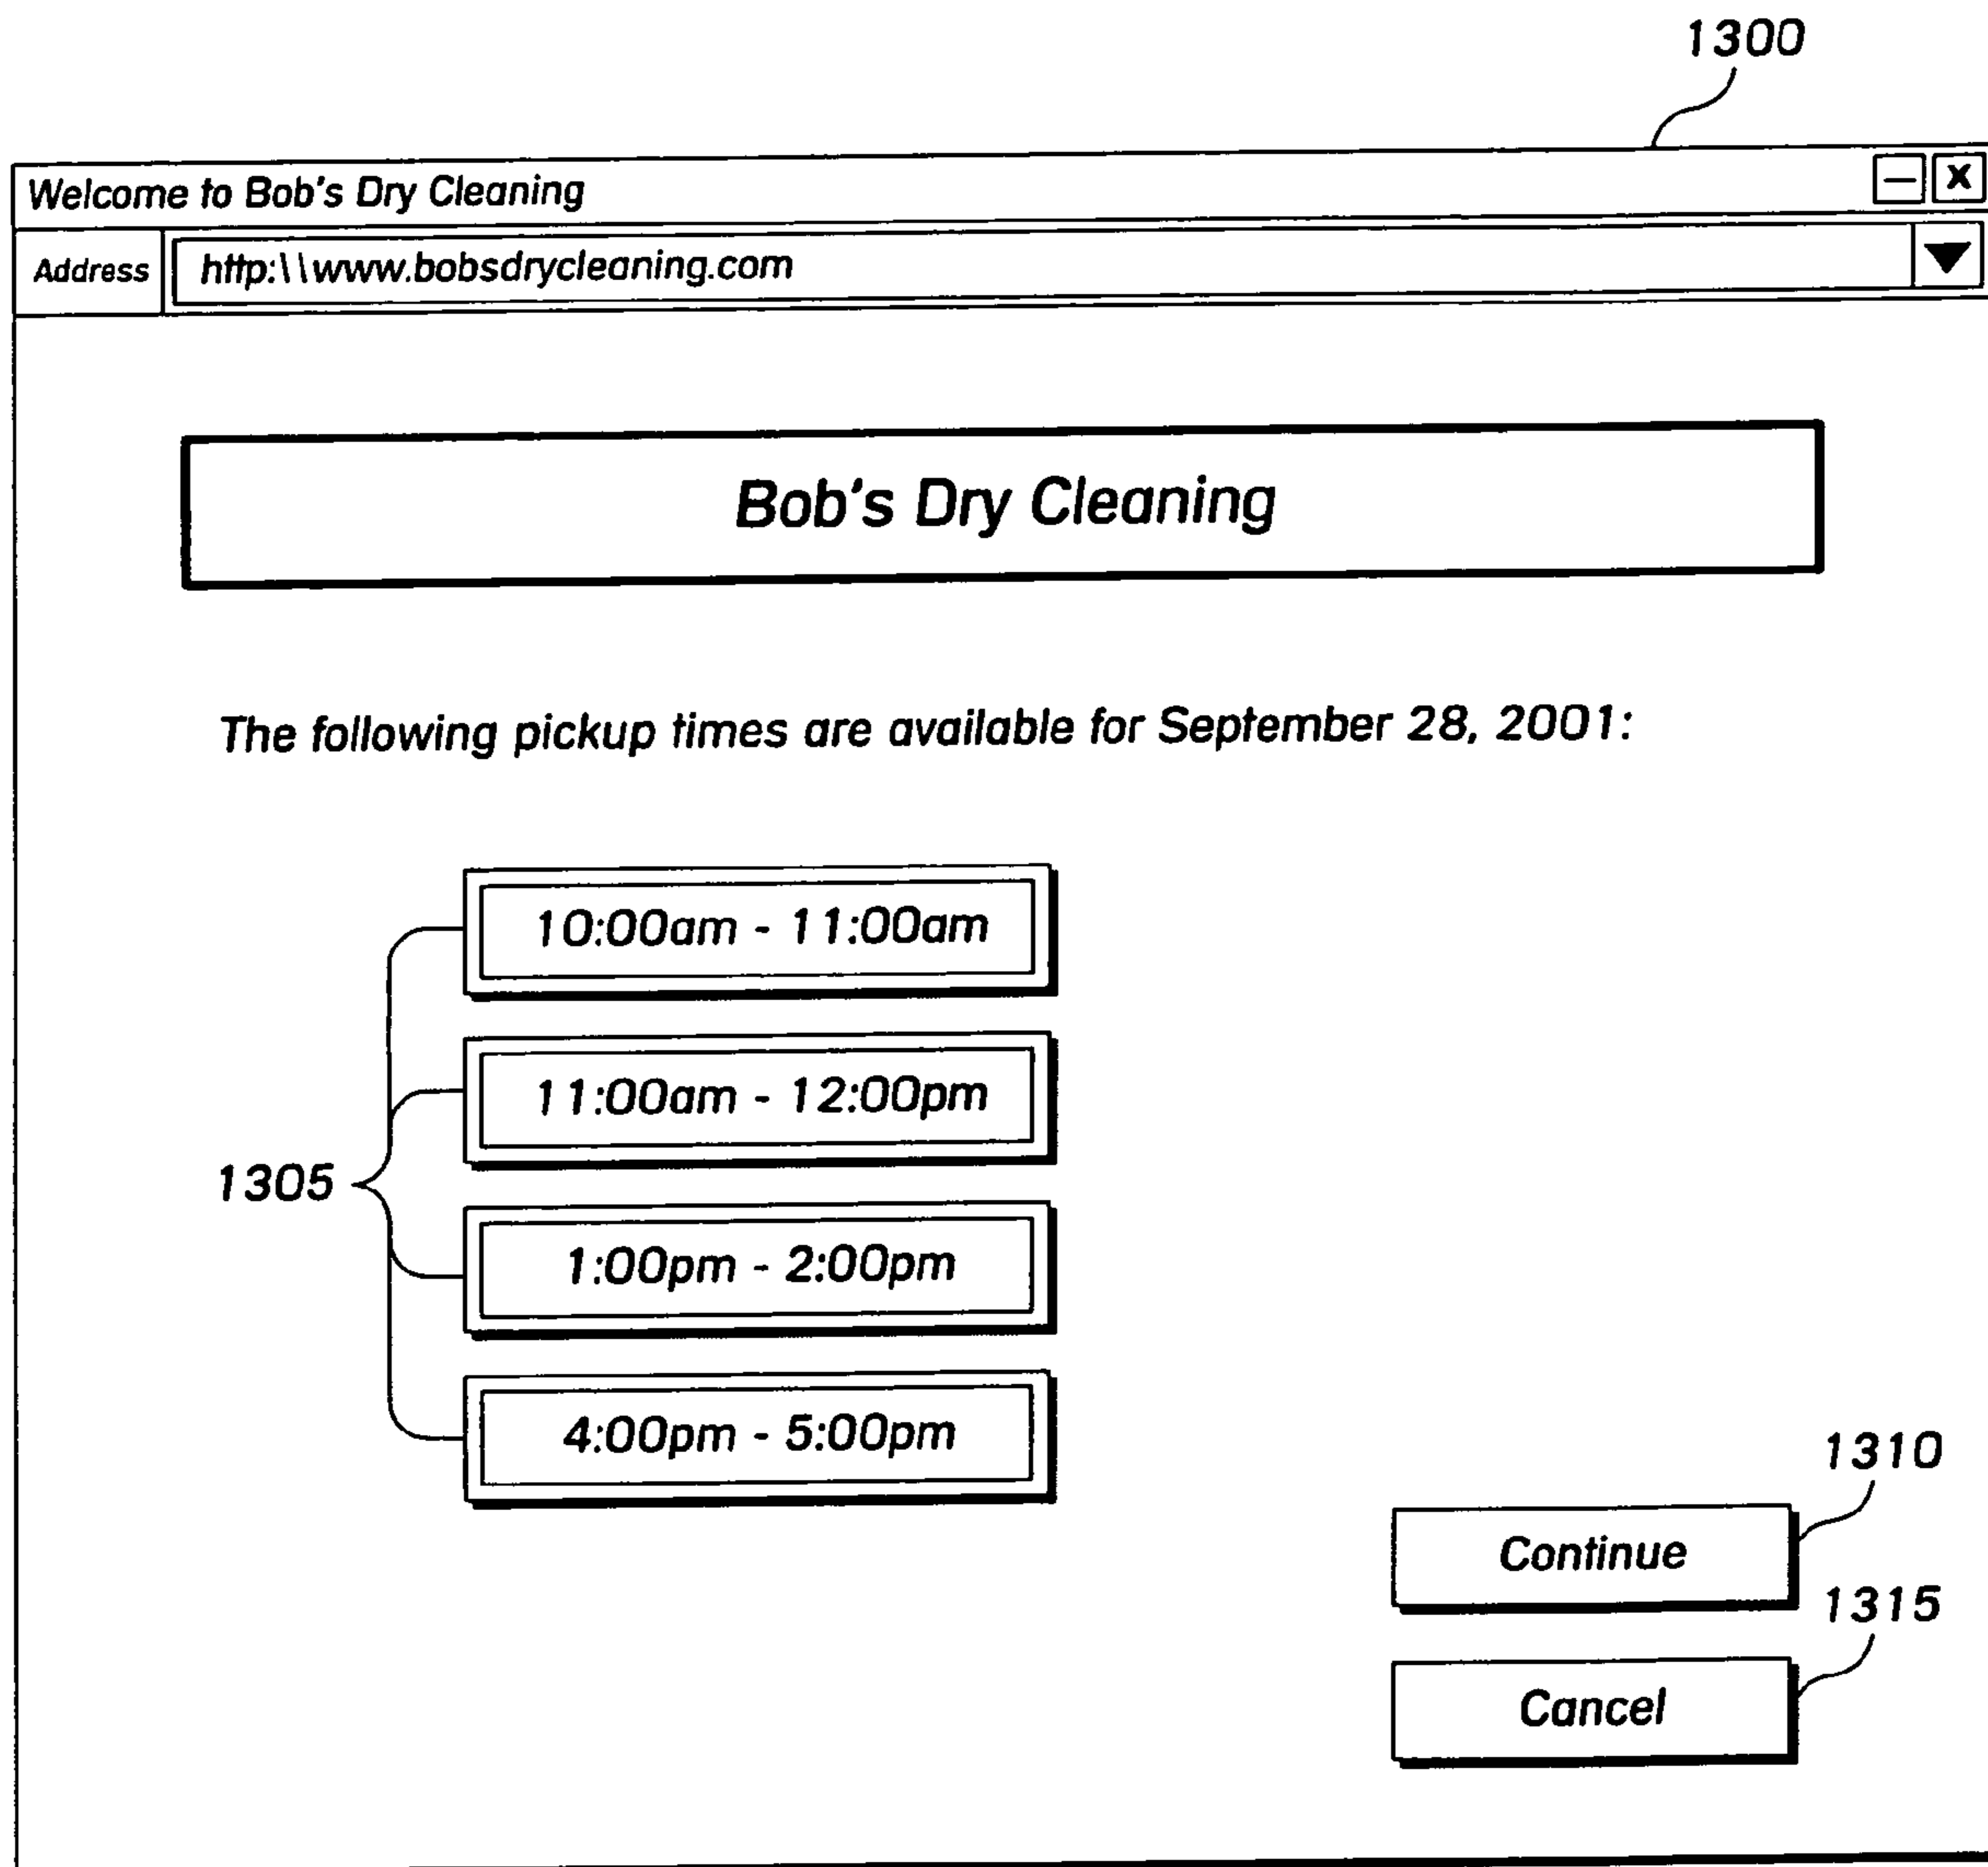 1300
Welcome to Bob's Dry Cleaning
— X
Address http:\\www.bobsdrycleaning.com
Bob's Dry Cleaning
The following pickup times are available for September 28, 2001:
10:00am - 11:00am
11:00am - 12:00pm
1305
1:00pm - 2:00pm
4:00pm - 5:00pm
1310
Continue
1315
Cancel